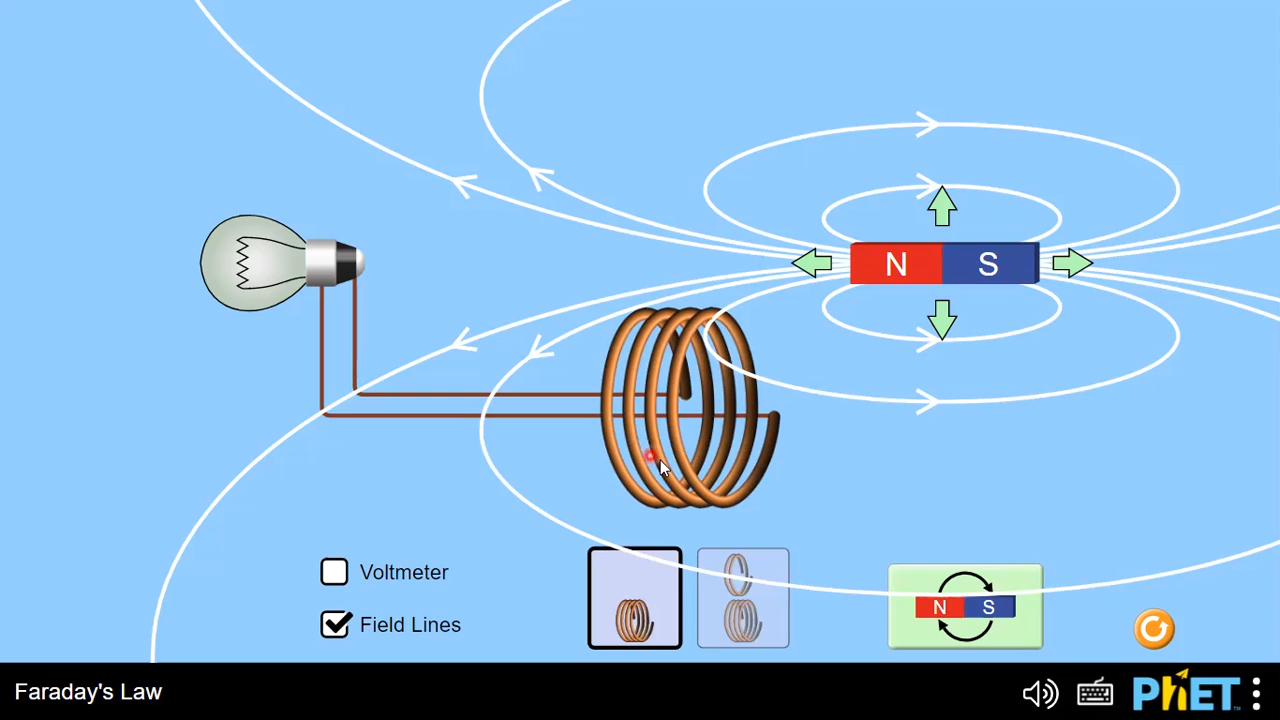 N S
Voltmeter
Field Lines
N S
Faraday's Law
PhET